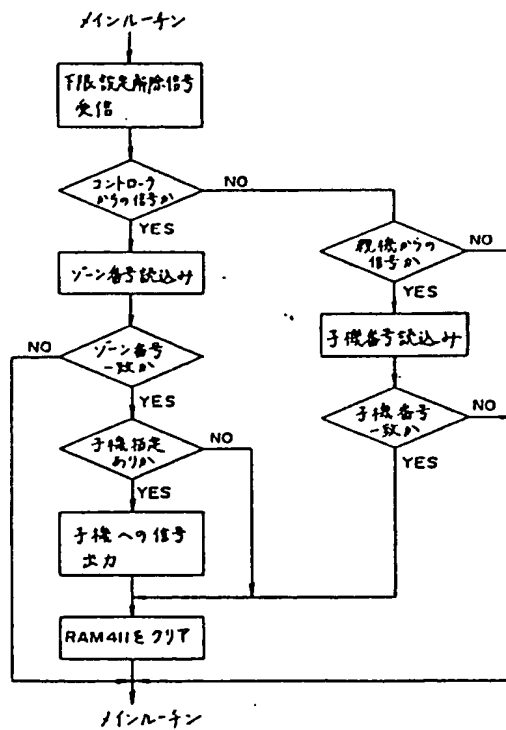 メインルーチン
下限設定解除信号
受信
コントローラ
からの信号か
NO
YES
ゾーン番号読込み
ゾーン番号
一致か
NO
YES
子機指定
ありか
NO
YES
子機への信号
出力
親機からの
信号か
NO
YES
子機番号読込み
子機番号
一致か
NO
YES
RAM411をクリア
メインルーチン